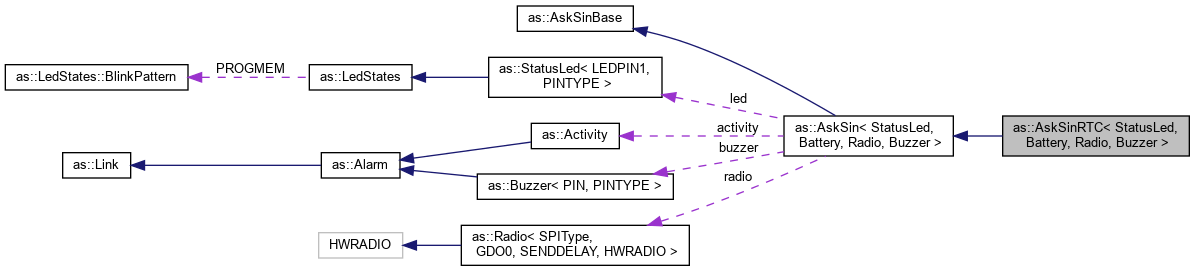 as::AskSinBase
as::LedStates::BlinkPattern
PROGMEM
as::LedStates
as::StatusLed< LEDPIN1,
PINTYPE >
led
as::AskSin< StatusLed,
Battery, Radio, Buzzer >
as::AskSinRTC< StatusLed,
Battery, Radio, Buzzer >
as::Activity
activity
buzzer
as::Link
as::Alarm
as::Buzzer< PIN, PINTYPE >
radio
HWRADIO
as::Radio< SPIType,
GDO0, SENDDELAY, HWRADIO >